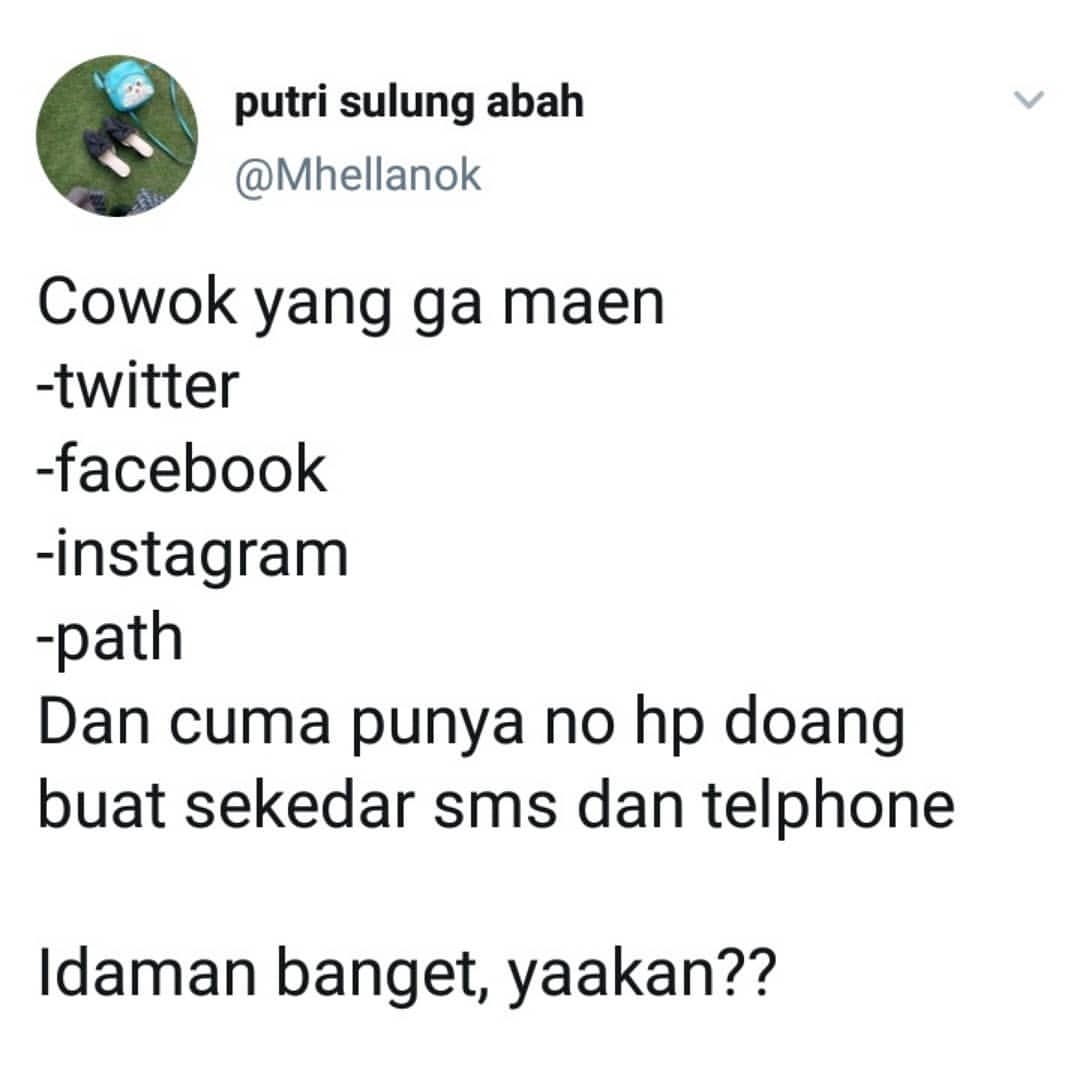 putri sulung abah
@Mhellanok
Cowok yang ga maen
-twitter
-facebook
-instagram
-path
Dan cuma punya no hp doang
buat sekedar sms dan telphone
Idaman banget, yaakan??